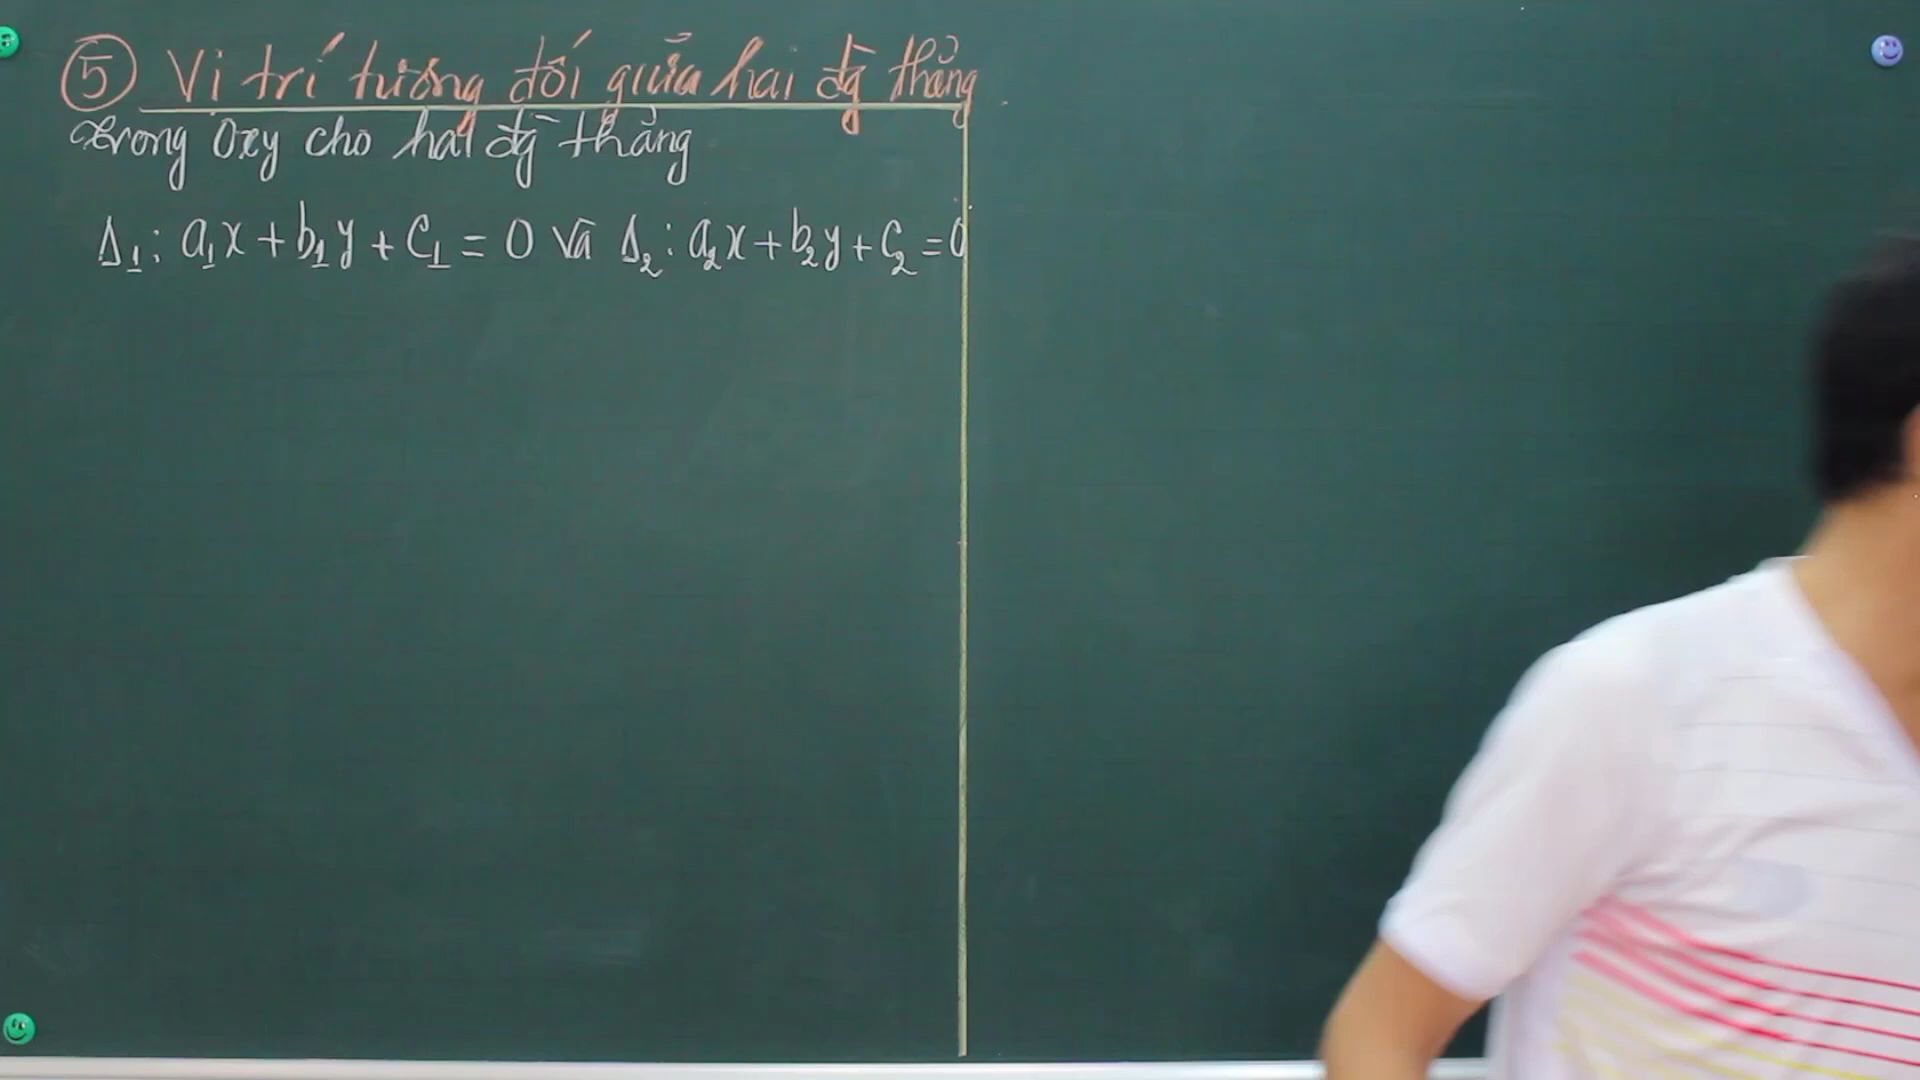 ⑤ Vị trí tương đối giữa hai đg̀ thẳng
Trong Oxy cho hai đg̀ thẳng
Δ₁: a₁x + b₁y + c₁ = 0 và Δ₂: a₂x + b₂y + c₂ = 0